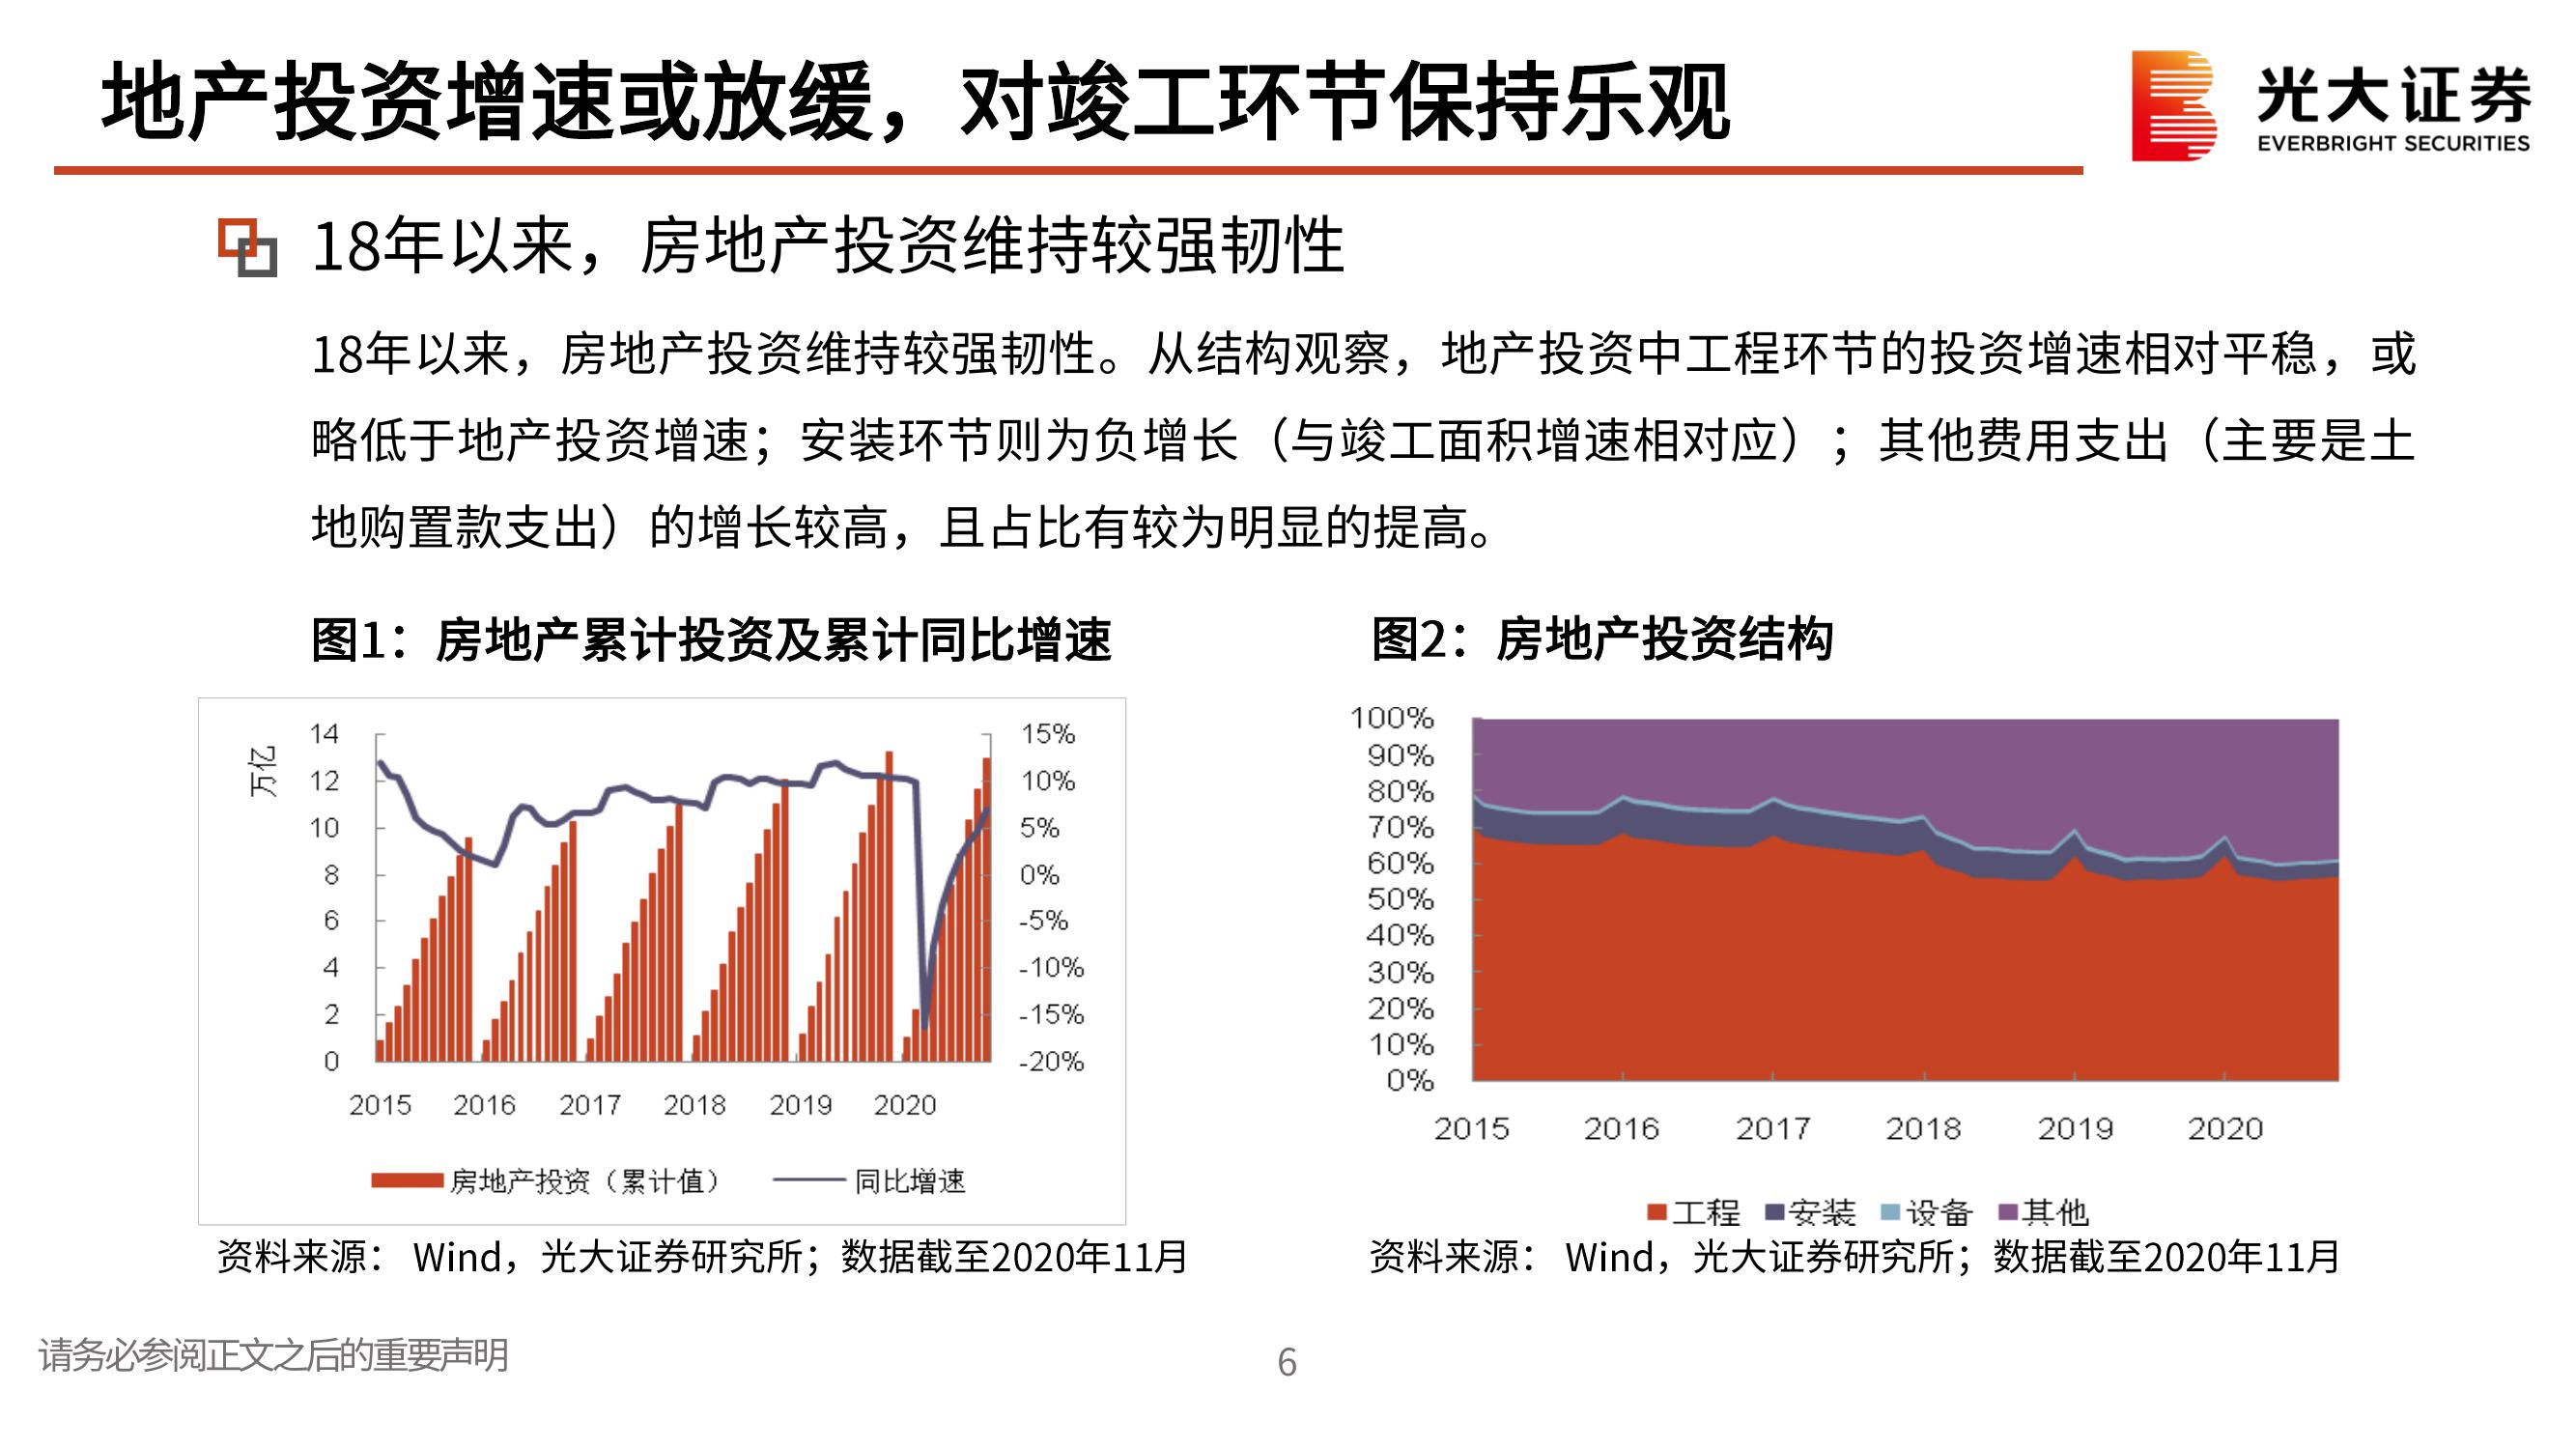 地产投资增速或放缓，对竣工环节保持乐观
光大证券
EVERBRIGHT SECURITIES
18年以来，房地产投资维持较强韧性
18年以来，房地产投资维持较强韧性。从结构观察，地产投资中工程环节的投资增速相对平稳，或
略低于地产投资增速；安装环节则为负增长（与竣工面积增速相对应）；其他费用支出（主要是土
地购置款支出）的增长较高，且占比有较为明显的提高。
图1：房地产累计投资及累计同比增速
万亿
14
12
10
8
6
4
2
0
15%
10%
5%
0%
-5%
-10%
-15%
-20%
2015 2016 2017 2018 2019 2020
房地产投资（累计值） 同比增速
资料来源： Wind，光大证券研究所；数据截至2020年11月
图2：房地产投资结构
100%
90%
80%
70%
60%
50%
40%
30%
20%
10%
0%
2015 2016 2017 2018 2019 2020
工程 安装 设备 其他
资料来源： Wind，光大证券研究所；数据截至2020年11月
请务必参阅正文之后的重要声明
6